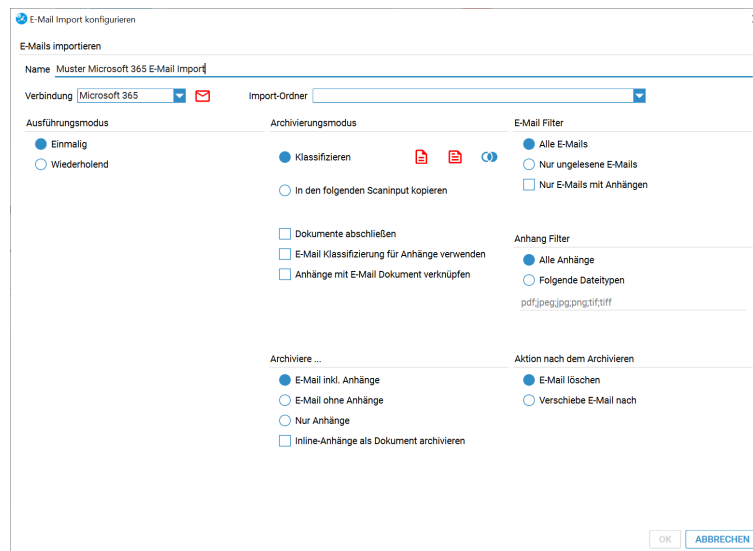 E-Mail Import konfigurieren
E-Mails importieren
Name Muster Microsoft 365 E-Mail Import
Verbindung Microsoft 365 Import-Ordner
Ausführungsmodus
Einmalig
Wiederholend
Archivierungsmodus
Klassifizieren
In den folgenden Scaninput kopieren
Dokumente abschließen
E-Mail Klassifizierung für Anhänge verwenden
Anhänge mit E-Mail Dokument verknüpfen
E-Mail Filter
Alle E-Mails
Nur ungelesene E-Mails
Nur E-Mails mit Anhängen
Anhang Filter
Alle Anhänge
Folgende Dateitypen
pdf;jpeg;jpg;png;tif;tiff
Archiviere ...
E-Mail inkl. Anhänge
E-Mail ohne Anhänge
Nur Anhänge
Inline-Anhänge als Dokument archivieren
Aktion nach dem Archivieren
E-Mail löschen
Verschiebe E-Mail nach
OK ABBRECHEN